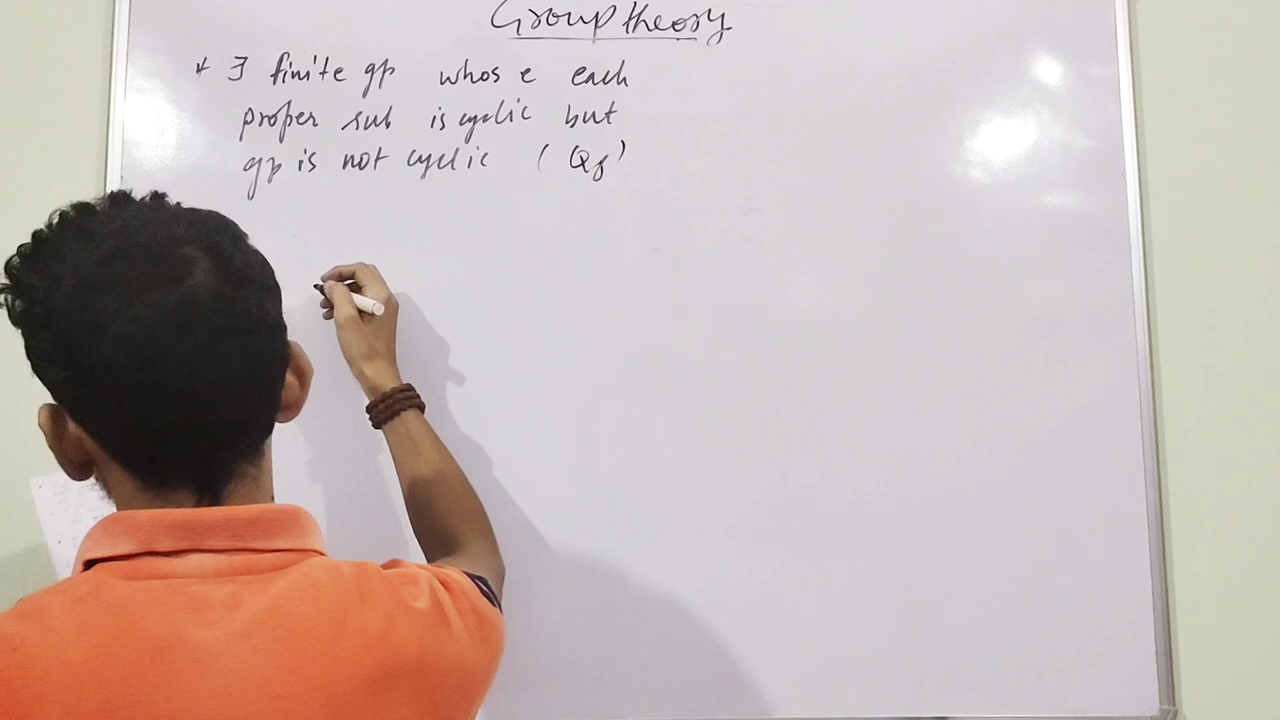 Group theory
* ∃ finite gp whose each
proper sub is cyclic but
gp is not cyclic ( Q8 )